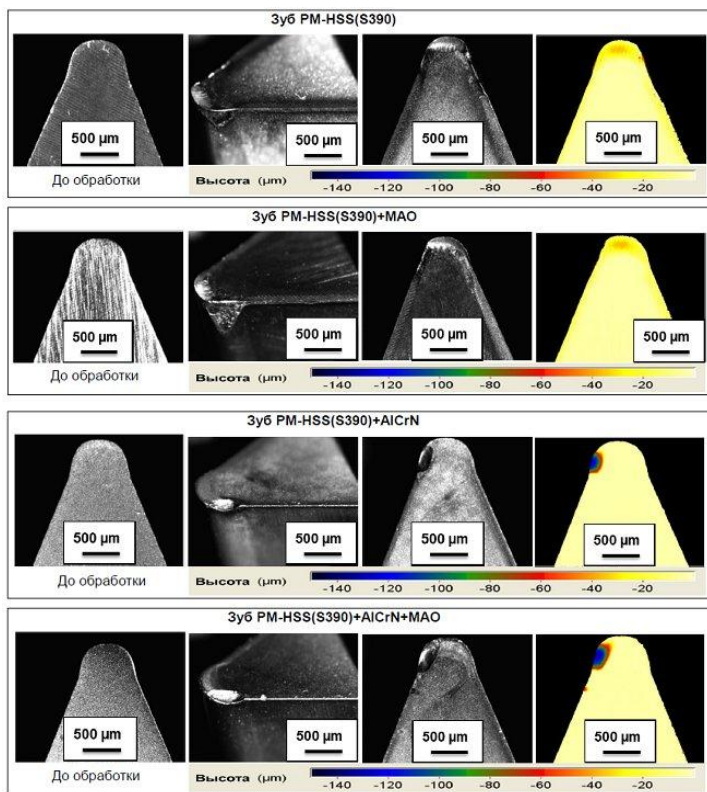 Зуб PM-HSS(S390)
500 µm 500 µm 500 µm 500 µm
До обработки Высота (µm) -140 -120 -100 -80 -60 -40 -20
Зуб PM-HSS(S390)+MAO
500 µm 500 µm 500 µm 500 µm
До обработки Высота (µm) -140 -120 -100 -80 -60 -40 -20
Зуб PM-HSS(S390)+AlCrN
500 µm 500 µm 500 µm 500 µm
До обработки Высота (µm) -140 -120 -100 -80 -60 -40 -20
Зуб PM-HSS(S390)+AlCrN+MAO
500 µm 500 µm 500 µm 500 µm
До обработки Высота (µm) -140 -120 -100 -80 -60 -40 -20